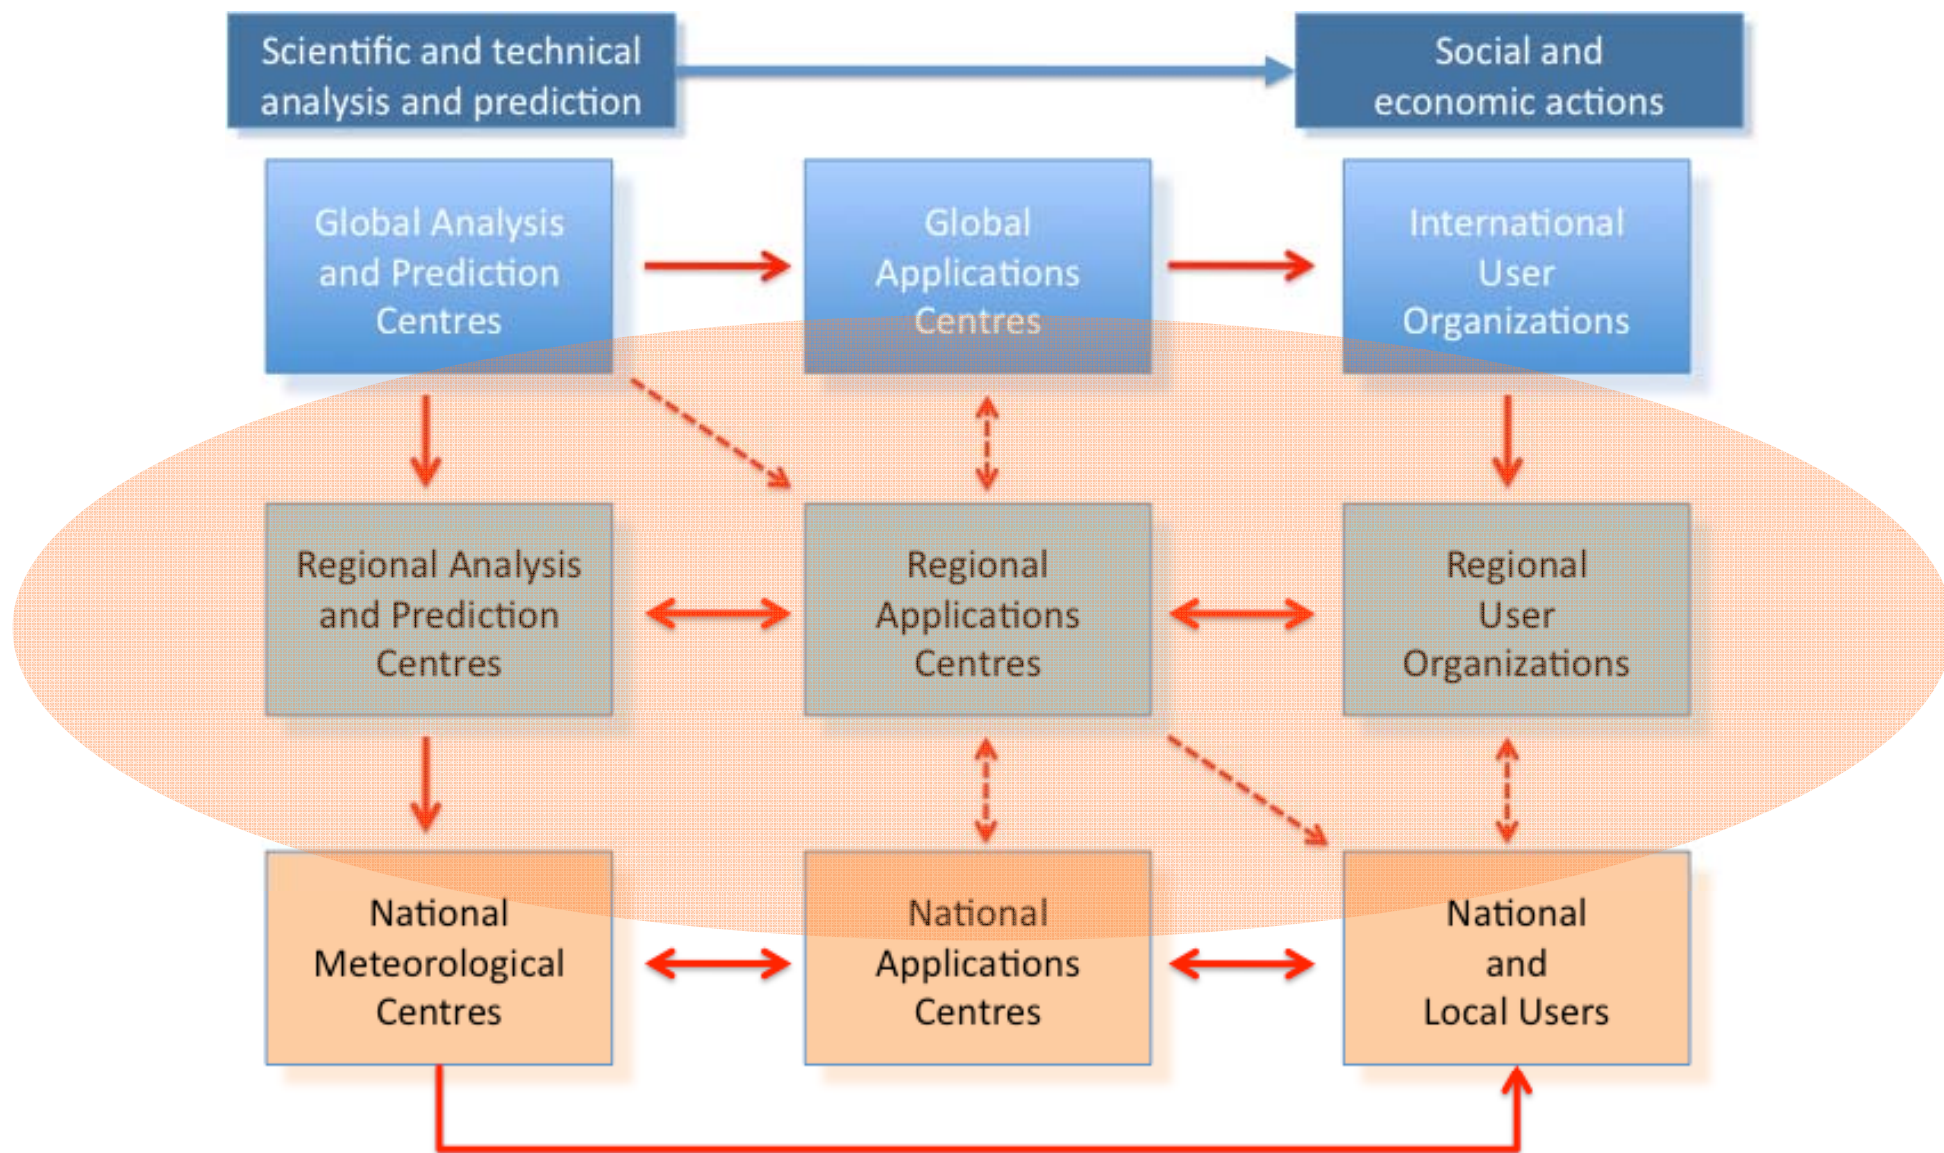 Scientific and technical
analysis and prediction
Social and
economic actions
Global Analysis
and Prediction
Centres
Global
Applications
Centres
International
User
Organizations
Regional Analysis
and Prediction
Centres
Regional
Applications
Centres
Regional
User
Organizations
National
Meteorological
Centres
National
Applications
Centres
National
and
Local Users